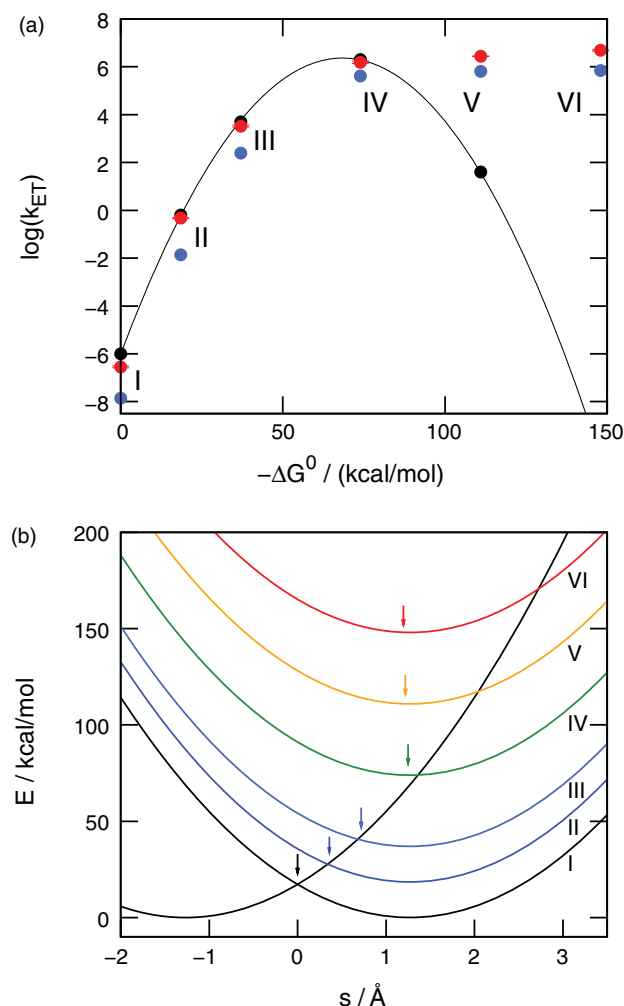 (a)
8
6
4
2
0
−2
−4
−6
−8
log(k_ET)
I
II
III
IV
V
VI
0
50
100
150
−ΔG⁰ / (kcal/mol)
(b)
200
150
100
50
0
E / kcal/mol
VI
V
IV
III
II
I
−2
−1
0
1
2
3
s / Å